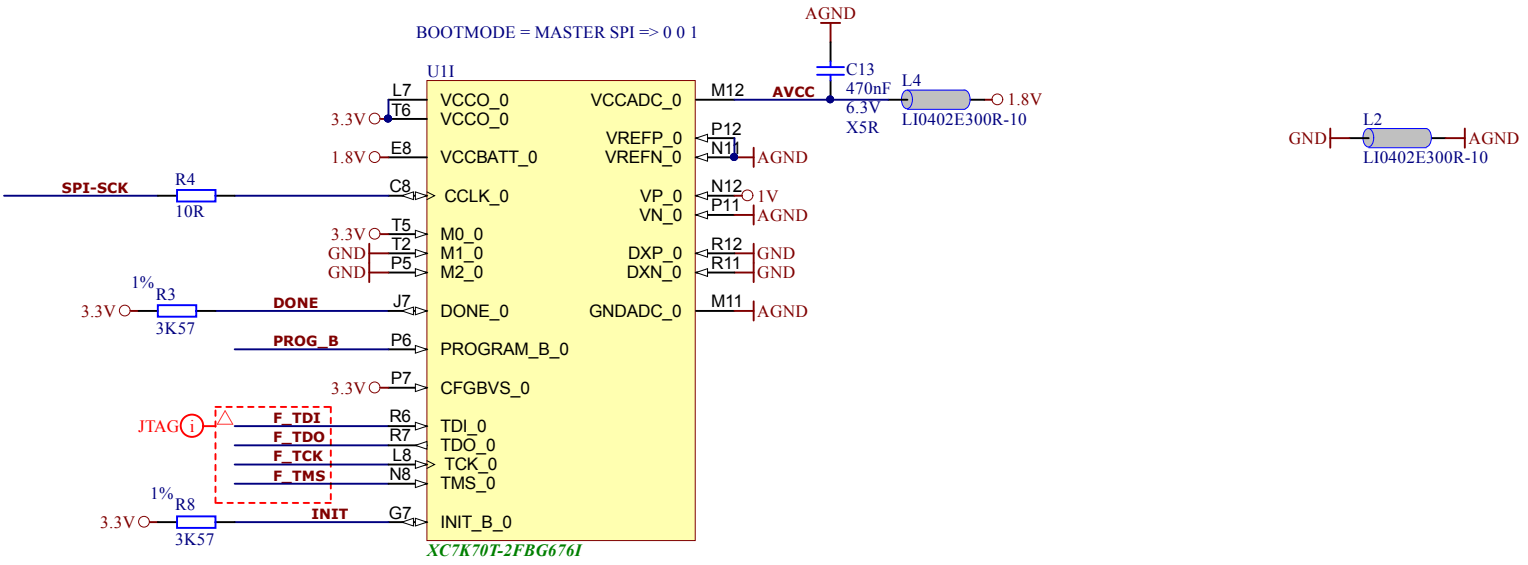 BOOTMODE = MASTER SPI => 0 0 1
AGND
U1I
C13
470nF
6.3V
X5R
L4
LI0402E300R-10
1.8V
L2
GND
AGND
LI0402E300R-10
L7 VCCO_0
3.3V T6 VCCO_0
1.8V E8 VCCBATT_0
SPI-SCK R4 C8 CCLK_0
10R
3.3V T5 M0_0
GND T2 M1_0
GND P5 M2_0
1%
R3
3.3V DONE J7 DONE_0
3K57
PROG_B P6 PROGRAM_B_0
3.3V P7 CFGBVS_0
JTAG i
F_TDI R6 TDI_0
F_TDO R7 TDO_0
F_TCK L8 TCK_0
F_TMS N8 TMS_0
1%
R8
3.3V INIT G7 INIT_B_0
3K57
VCCADC_0 M12 AVCC
VREFP_0 P12
VREFN_0 N11 AGND
VP_0 N12 1V
VN_0 P11 AGND
DXP_0 R12 GND
DXN_0 R11 GND
GNDADC_0 M11 AGND
XC7K70T-2FBG676I